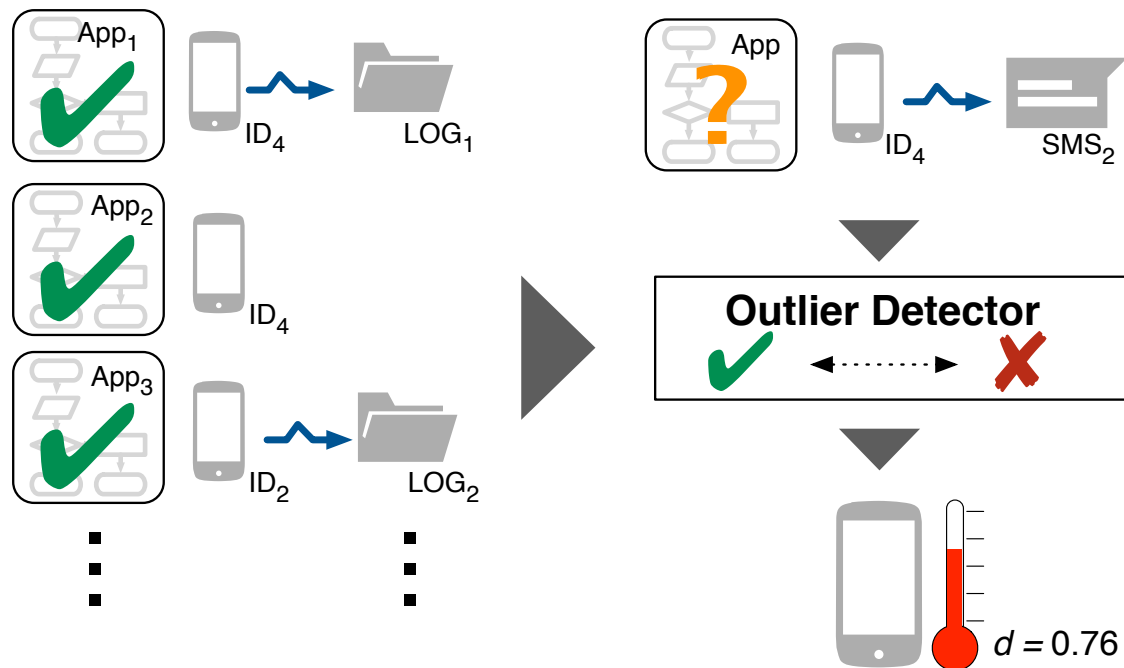 App₁
ID₄
LOG₁
App₂
ID₄
App₃
ID₂
LOG₂
App
?
ID₄
SMS₂
Outlier Detector
d = 0.76